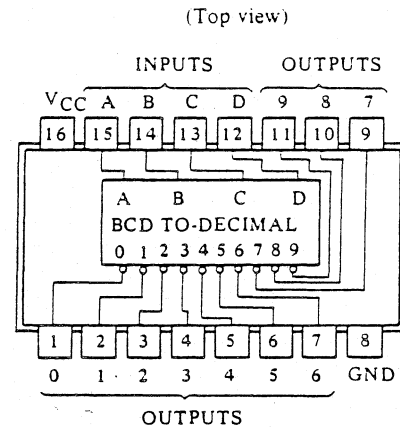 (Top view)
INPUTS OUTPUTS
VCC A B C D 9 8 7
16 15 14 13 12 11 10 9
A B C D
BCD TO-DECIMAL
0 1 2 3 4 5 6 7 8 9
1 2 3 4 5 6 7 8
0 1 2 3 4 5 6 GND
OUTPUTS